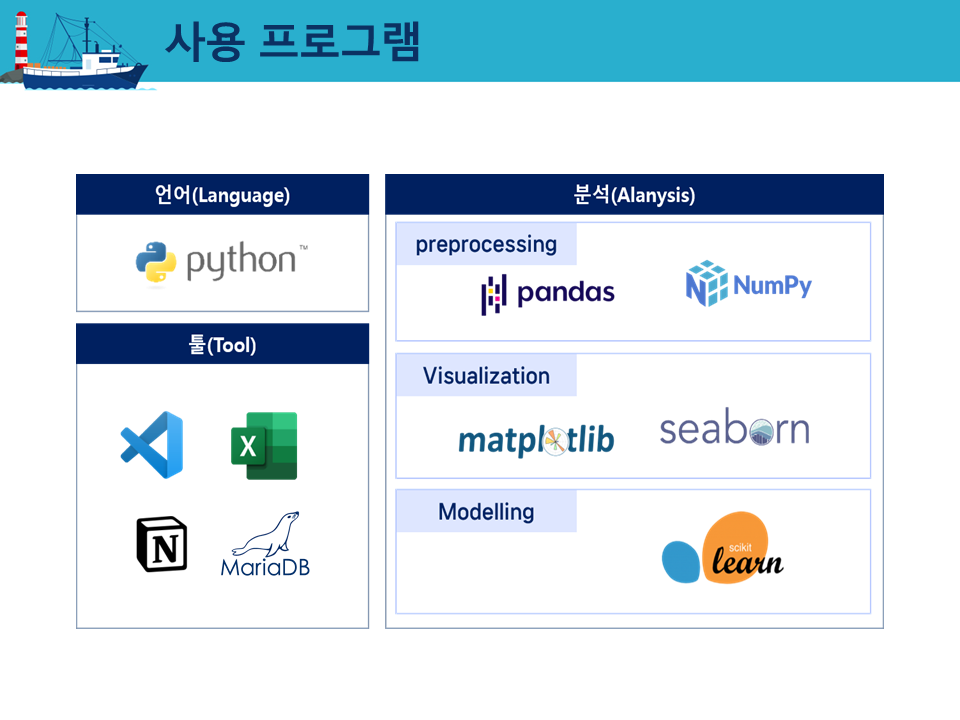 사용 프로그램
언어(Language)
python™
툴(Tool)
X
N
MariaDB
분석(Alanysis)
preprocessing
pandas
NumPy
Visualization
matplotlib
seaborn
Modelling
scikit
learn